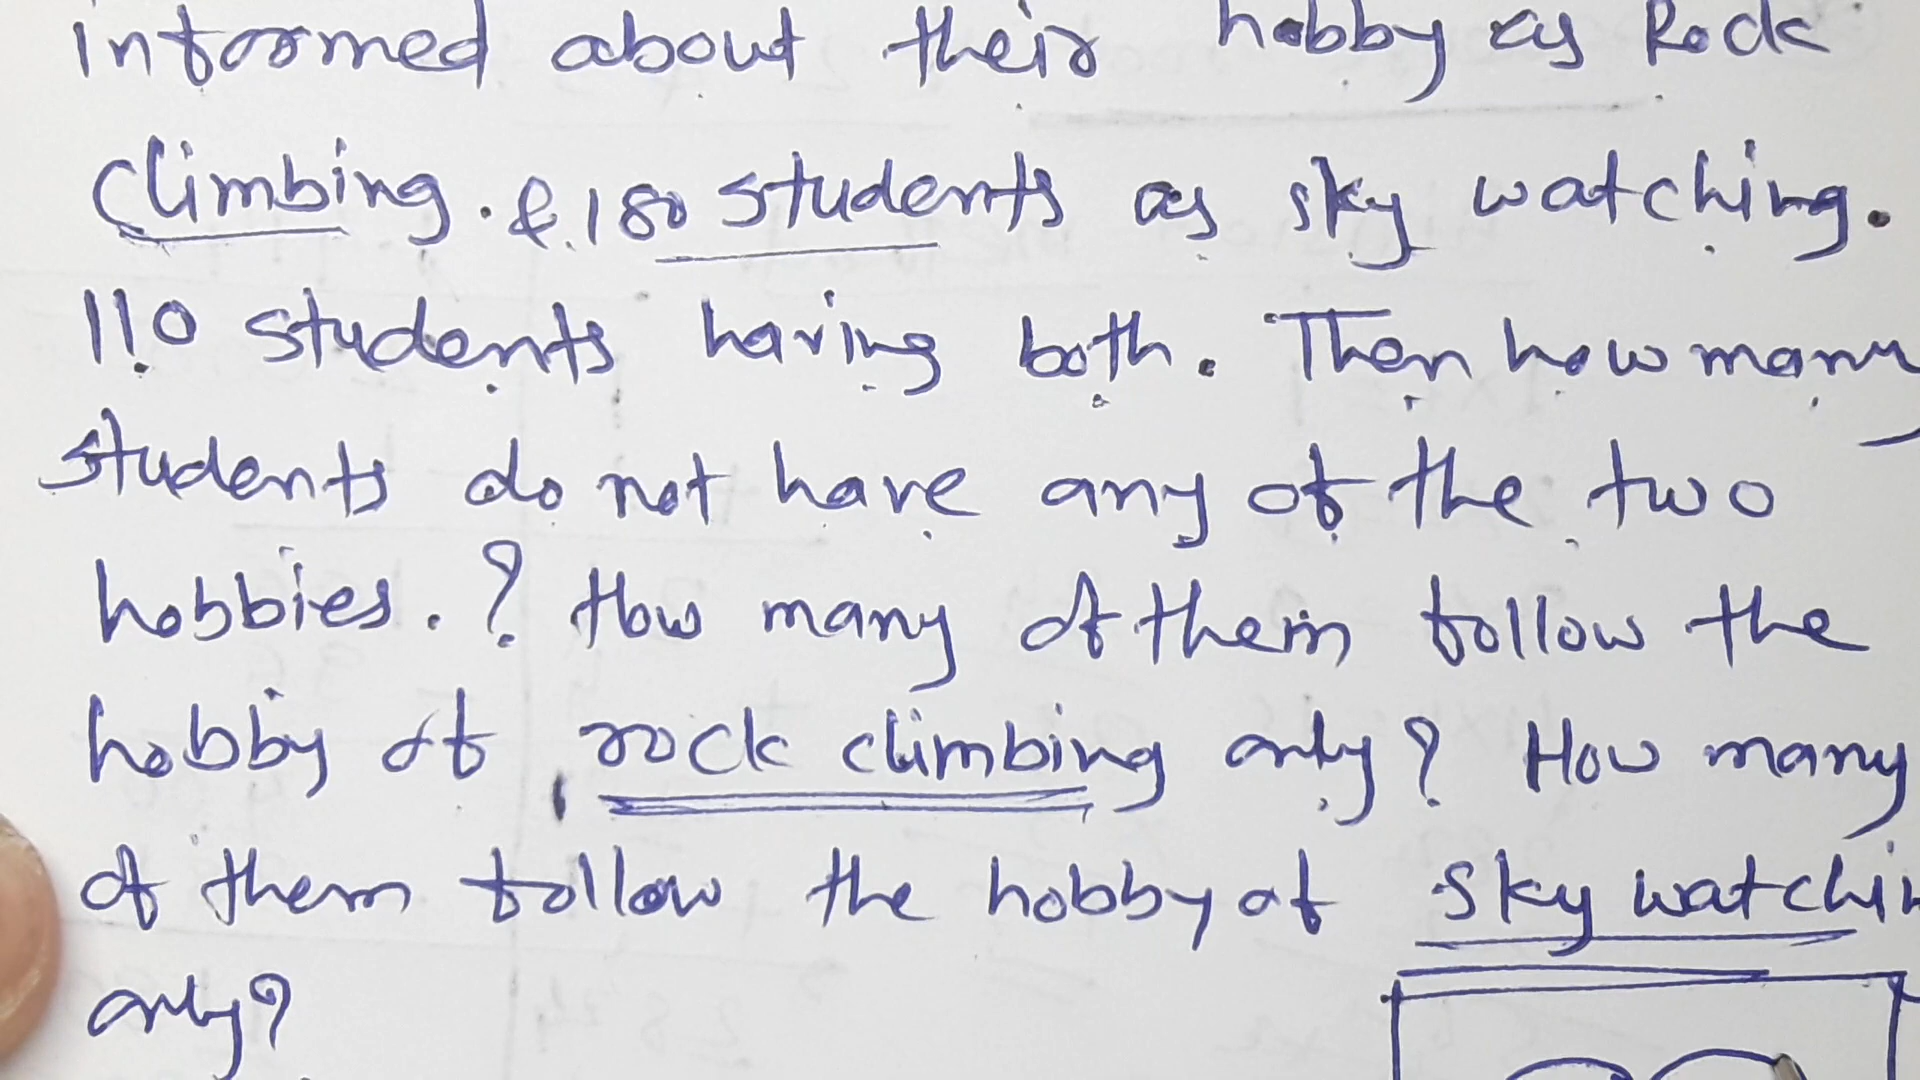 informed about their hobby as Rock
Climbing. & 180 students as sky watching.
110 students having both. Then how many
students do not have any of the two
hobbies. ? How many of them follow the
hobby of rock climbing only? How many
of them follow the hobby of sky watchin
only?